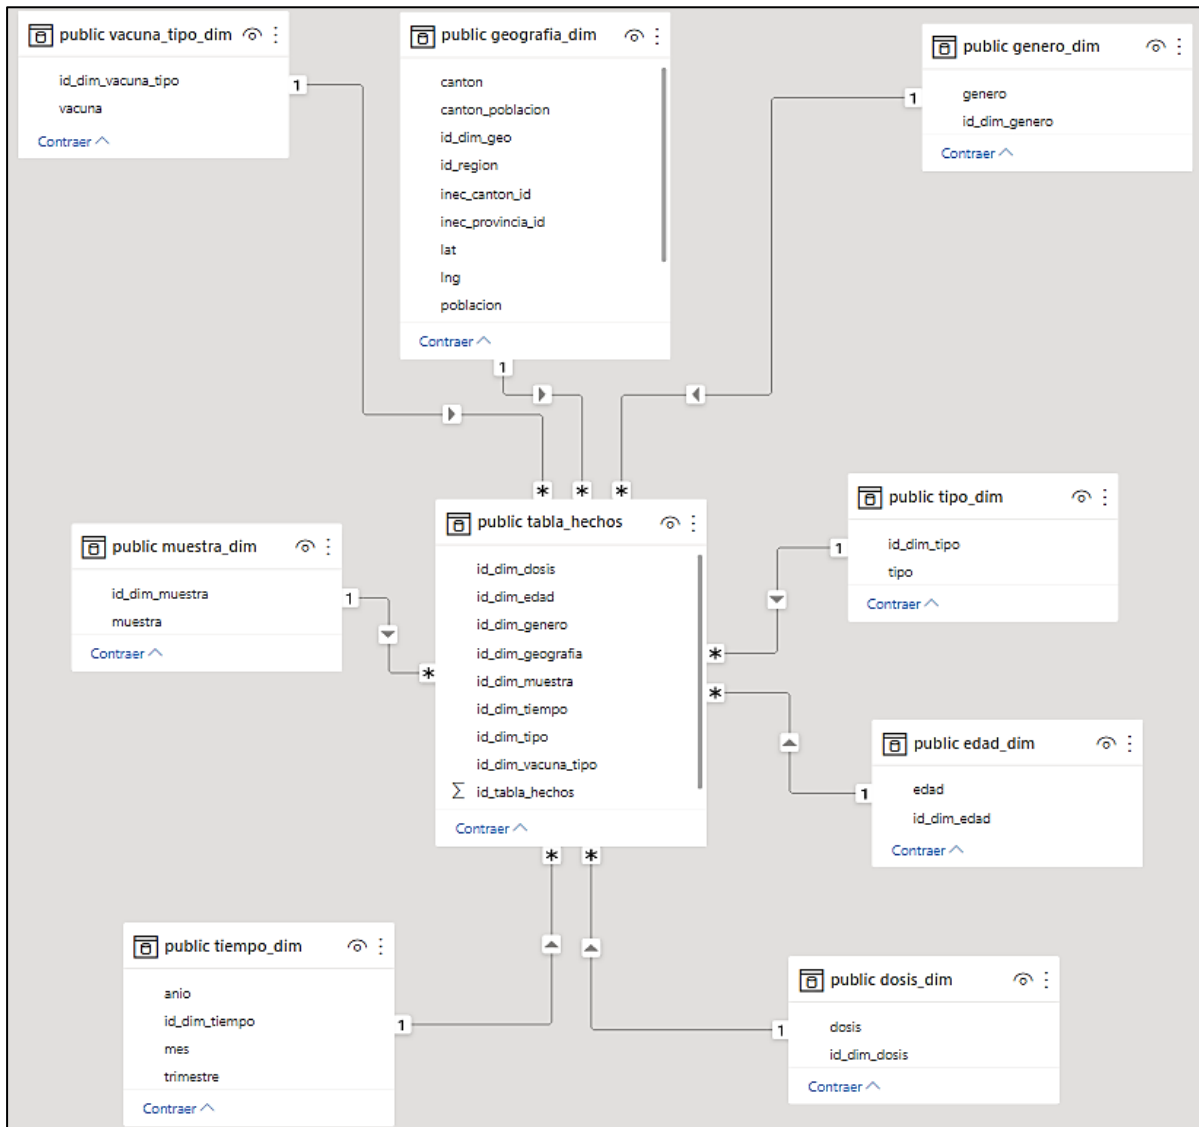 public vacuna_tipo_dim
id_dim_vacuna_tipo
vacuna
Contraer
1
public geografia_dim
canton
canton_poblacion
id_dim_geo
id_region
inec_canton_id
inec_provincia_id
lat
lng
poblacion
Contraer
1
public genero_dim
genero
id_dim_genero
Contraer
1
* * *
public tabla_hechos
id_dim_dosis
id_dim_edad
id_dim_genero
id_dim_geografia
id_dim_muestra
id_dim_tiempo
id_dim_tipo
id_dim_vacuna_tipo
Σ id_tabla_hechos
Contraer
* *
public muestra_dim
id_dim_muestra
muestra
Contraer
1
*
public tipo_dim
id_dim_tipo
tipo
Contraer
1
*
public edad_dim
edad
id_dim_edad
Contraer
1
*
public tiempo_dim
anio
id_dim_tiempo
mes
trimestre
Contraer
1
public dosis_dim
dosis
id_dim_dosis
Contraer
1